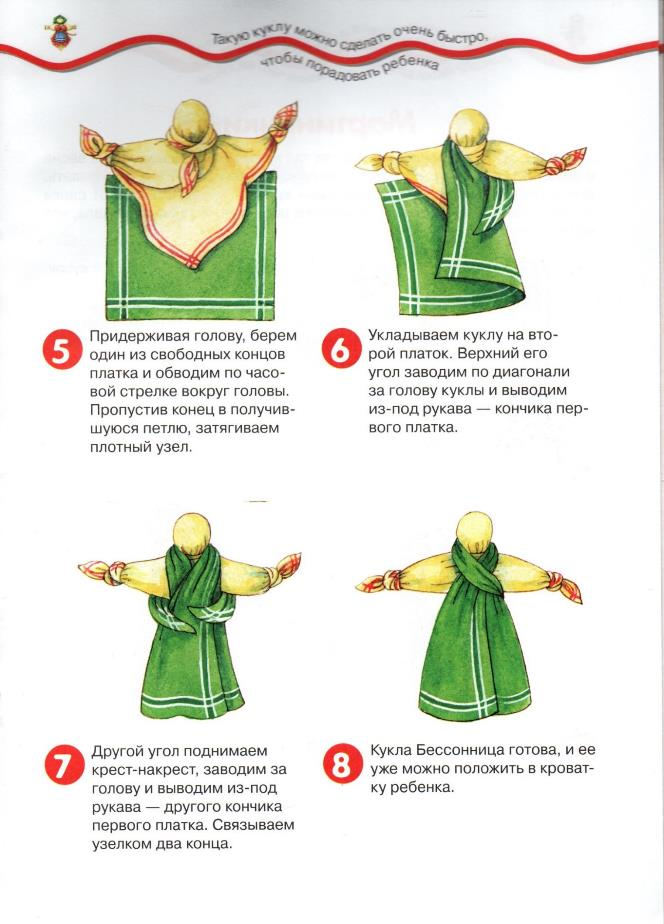 Такую куклу можно сделать очень быстро,
чтобы порадовать ребенка
5
Придерживая голову, берем
один из свободных концов
платка и обводим по часо-
вой стрелке вокруг головы.
Пропустив конец в получив-
шуюся петлю, затягиваем
плотный узел.
6
Укладываем куклу на вто-
рой платок. Верхний его
угол заводим по диагонали
за голову куклы и выводим
из-под рукава — кончика пер-
вого платка.
7
Другой угол поднимаем
крест-накрест, заводим за
голову и выводим из-под
рукава — другого кончика
первого платка. Связываем
узелком два конца.
8
Кукла Бессонница готова, и ее
уже можно положить в кроват-
ку ребенка.